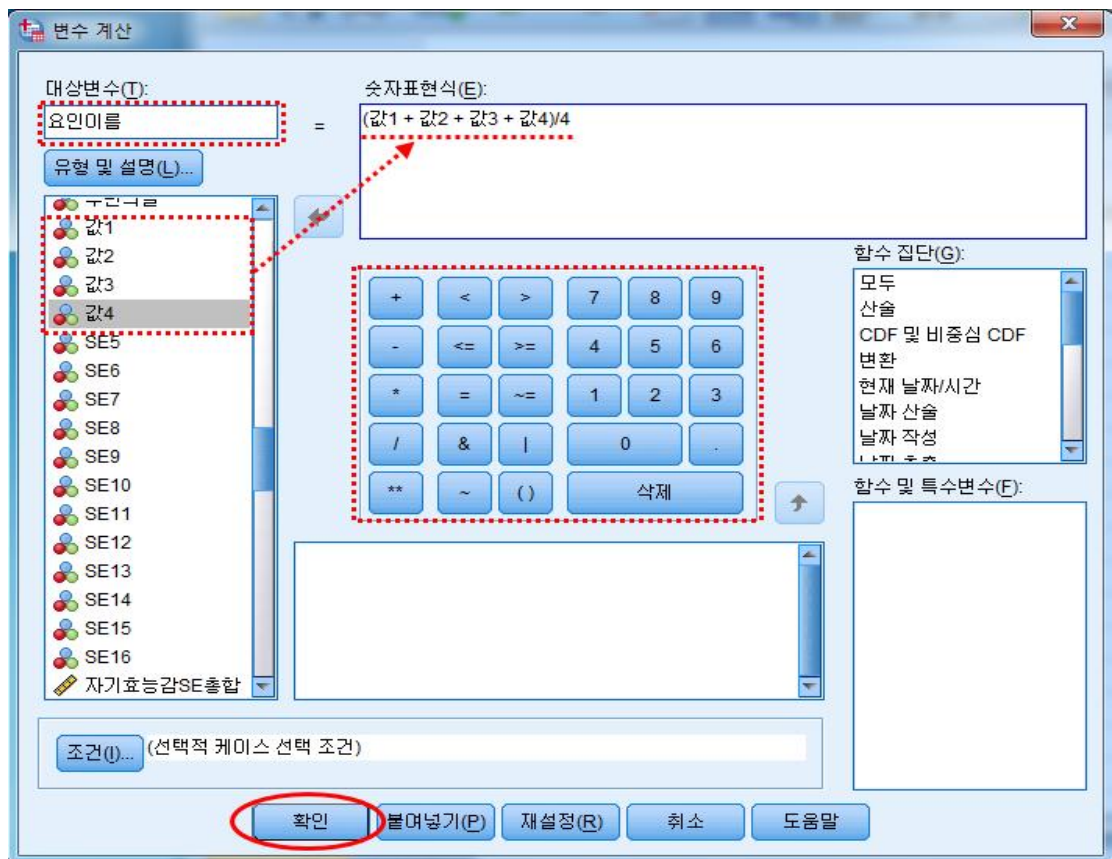 변수 계산
대상변수(T):
숫자표현식(E):
요인이름
=
(값1 + 값2 + 값3 + 값4)/4
유형 및 설명(L)...
값1
값2
값3
값4
SE5
SE6
SE7
SE8
SE9
SE10
SE11
SE12
SE13
SE14
SE15
SE16
자기효능감SE총합
+ < > 7 8 9
- <= >= 4 5 6
* = ~= 1 2 3
/ & | 0 .
** ~ ( ) 삭제
함수 집단(G):
모두
산술
CDF 및 비중심 CDF
변환
현재 날짜/시간
날짜 산술
날짜 작성
함수 및 특수변수(F):
조건(I)... (선택적 케이스 선택 조건)
확인 붙여넣기(P) 재설정(R) 취소 도움말